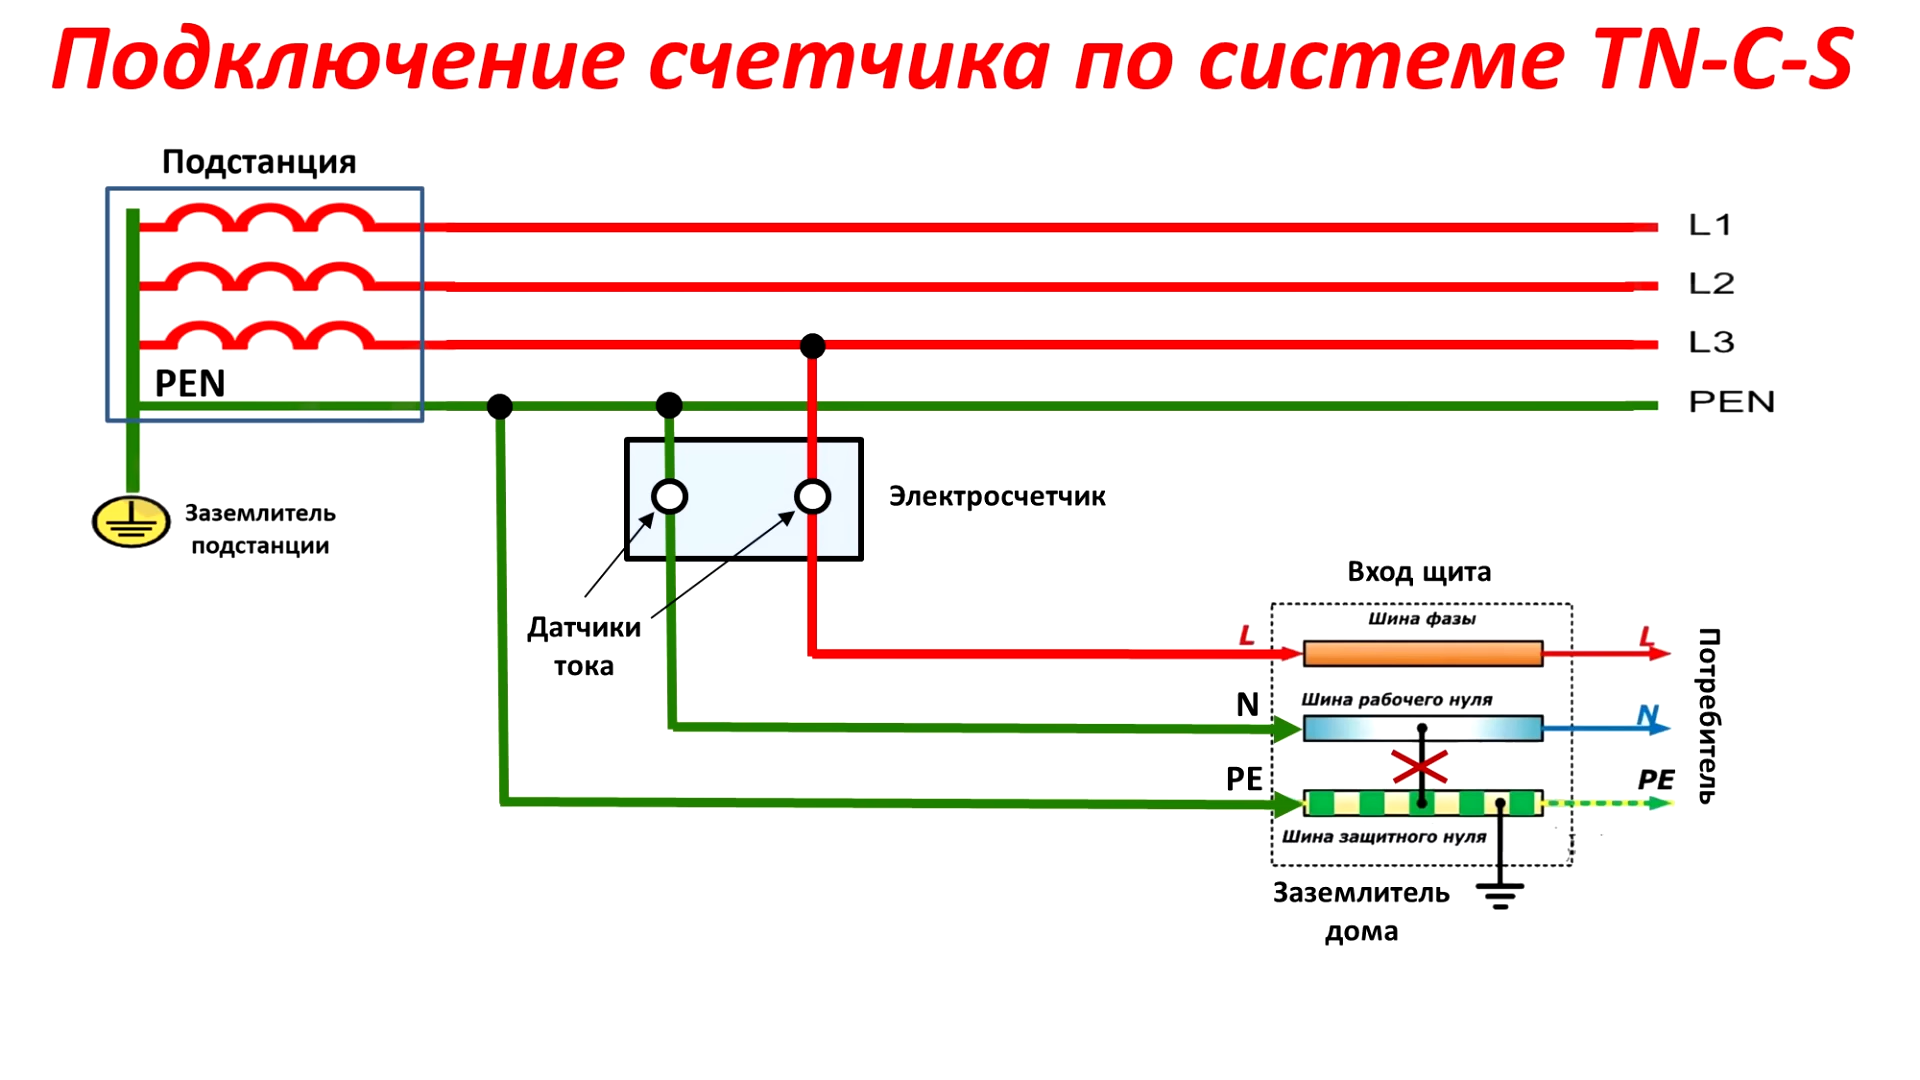 Подключение счетчика по системе TN-C-S
Подстанция
L1
L2
L3
PEN
PEN
Электросчетчик
Заземлитель
подстанции
Вход щита
Шина фазы
Датчики
тока
L
L
Шина рабочего нуля
N
N
PE
PE
Потребитель
Шина защитного нуля
Заземлитель
дома